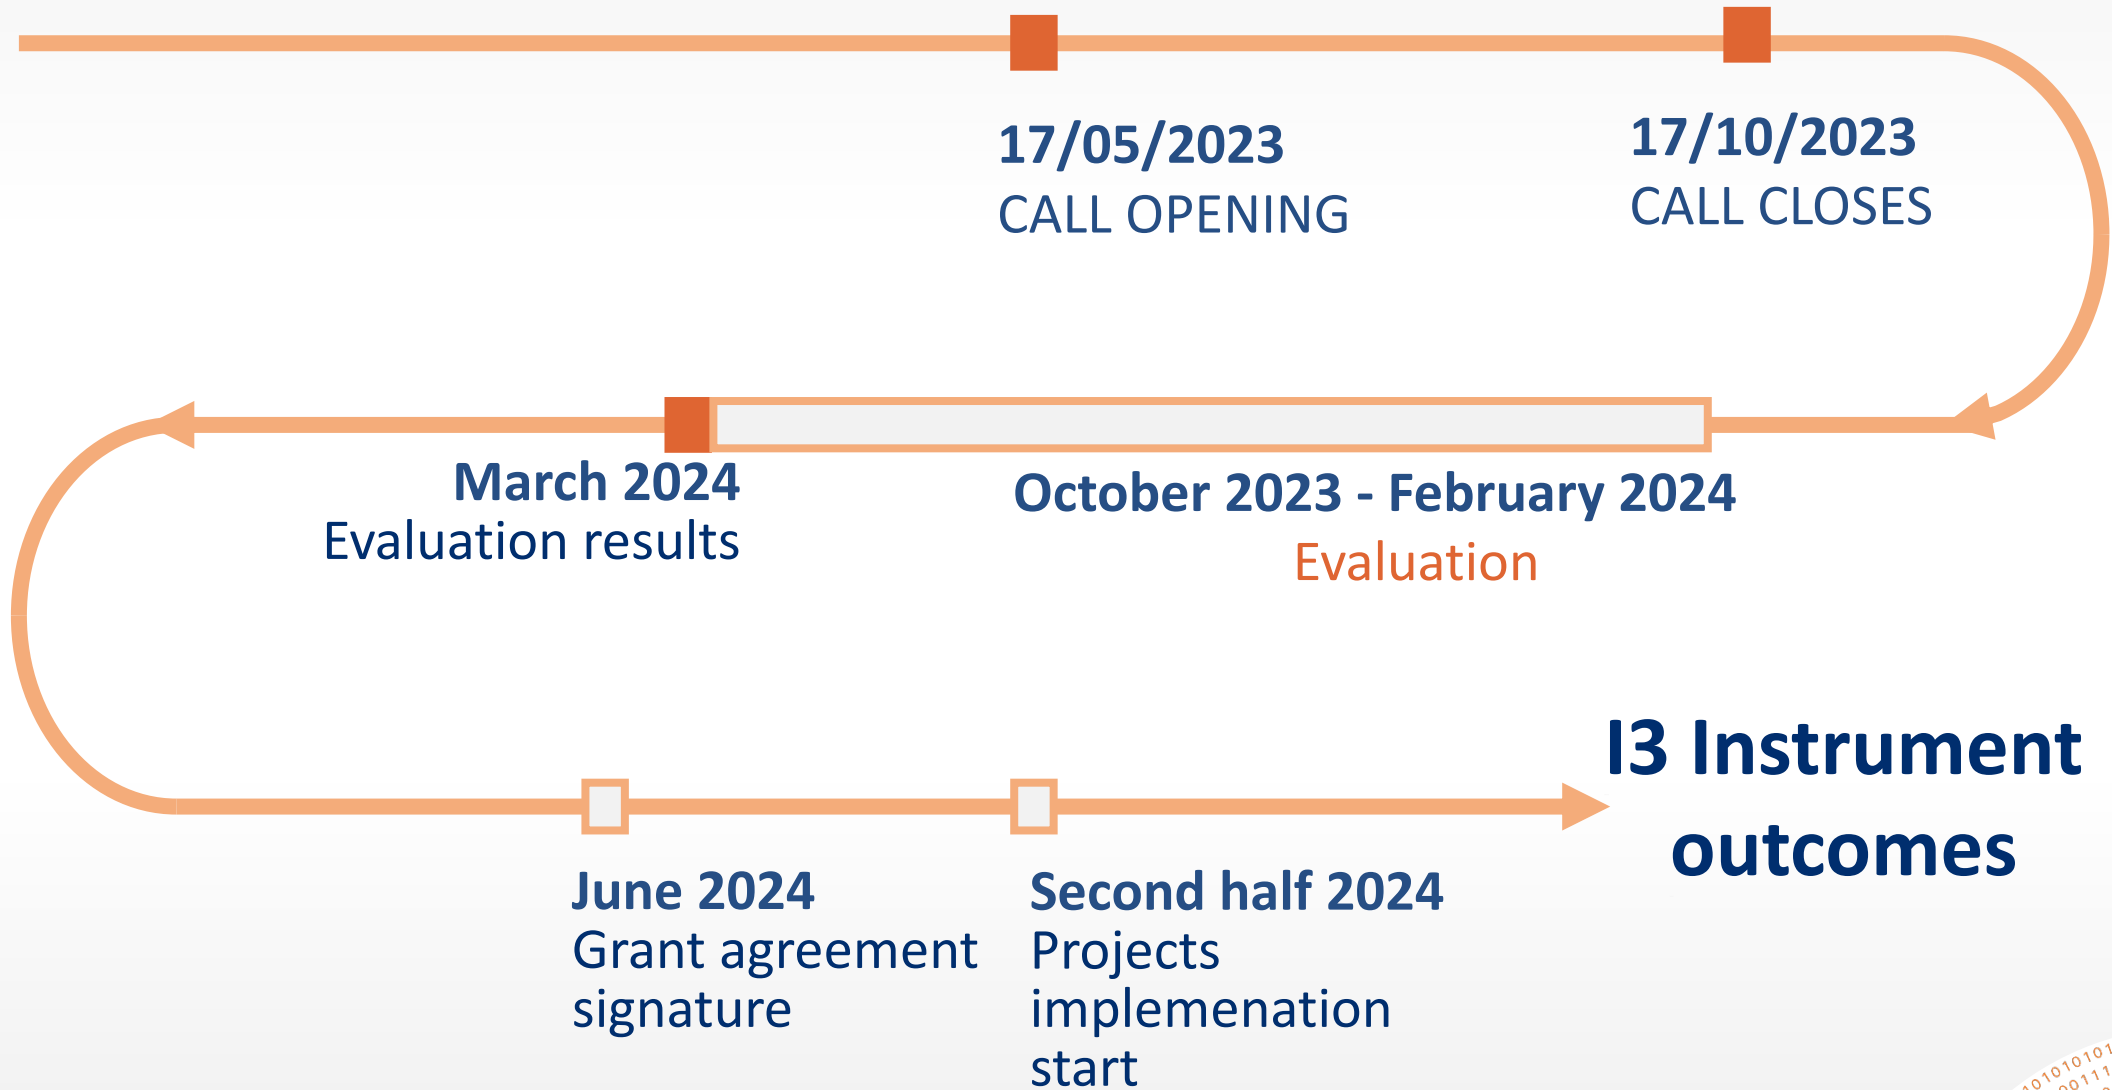 17/05/2023
CALL OPENING
17/10/2023
CALL CLOSES
October 2023 - February 2024
Evaluation
March 2024
Evaluation results
June 2024
Grant agreement
signature
Second half 2024
Projects
implemenation
start
I3 Instrument
outcomes